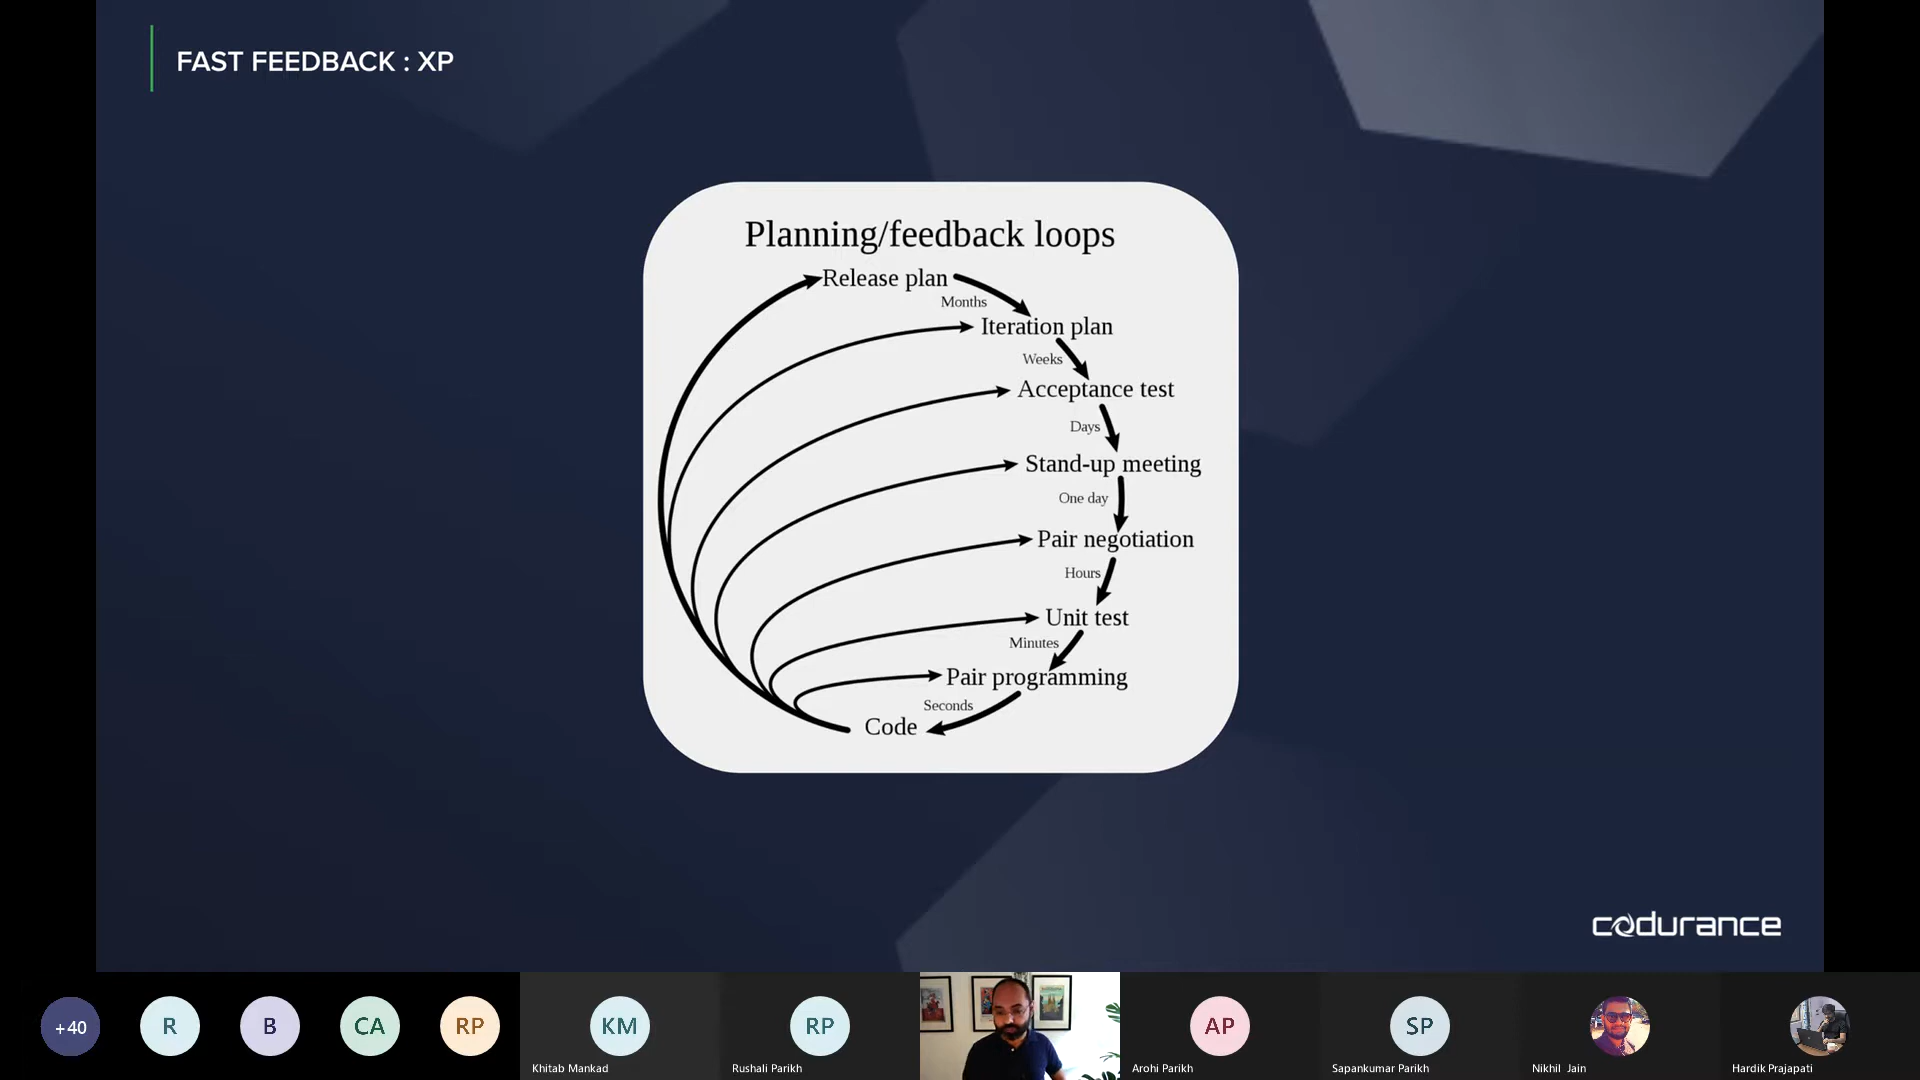 FAST FEEDBACK : XP
Planning/feedback loops
Release plan
Months
Iteration plan
Weeks
Acceptance test
Days
Stand-up meeting
One day
Pair negotiation
Hours
Unit test
Minutes
Pair programming
Seconds
Code
codurance
+40
R
B
CA
RP
KM
RP
AP
SP
Khitab Mankad
Rushali Parikh
Arohi Parikh
Sapankumar Parikh
Nikhil Jain
Hardik Prajapati